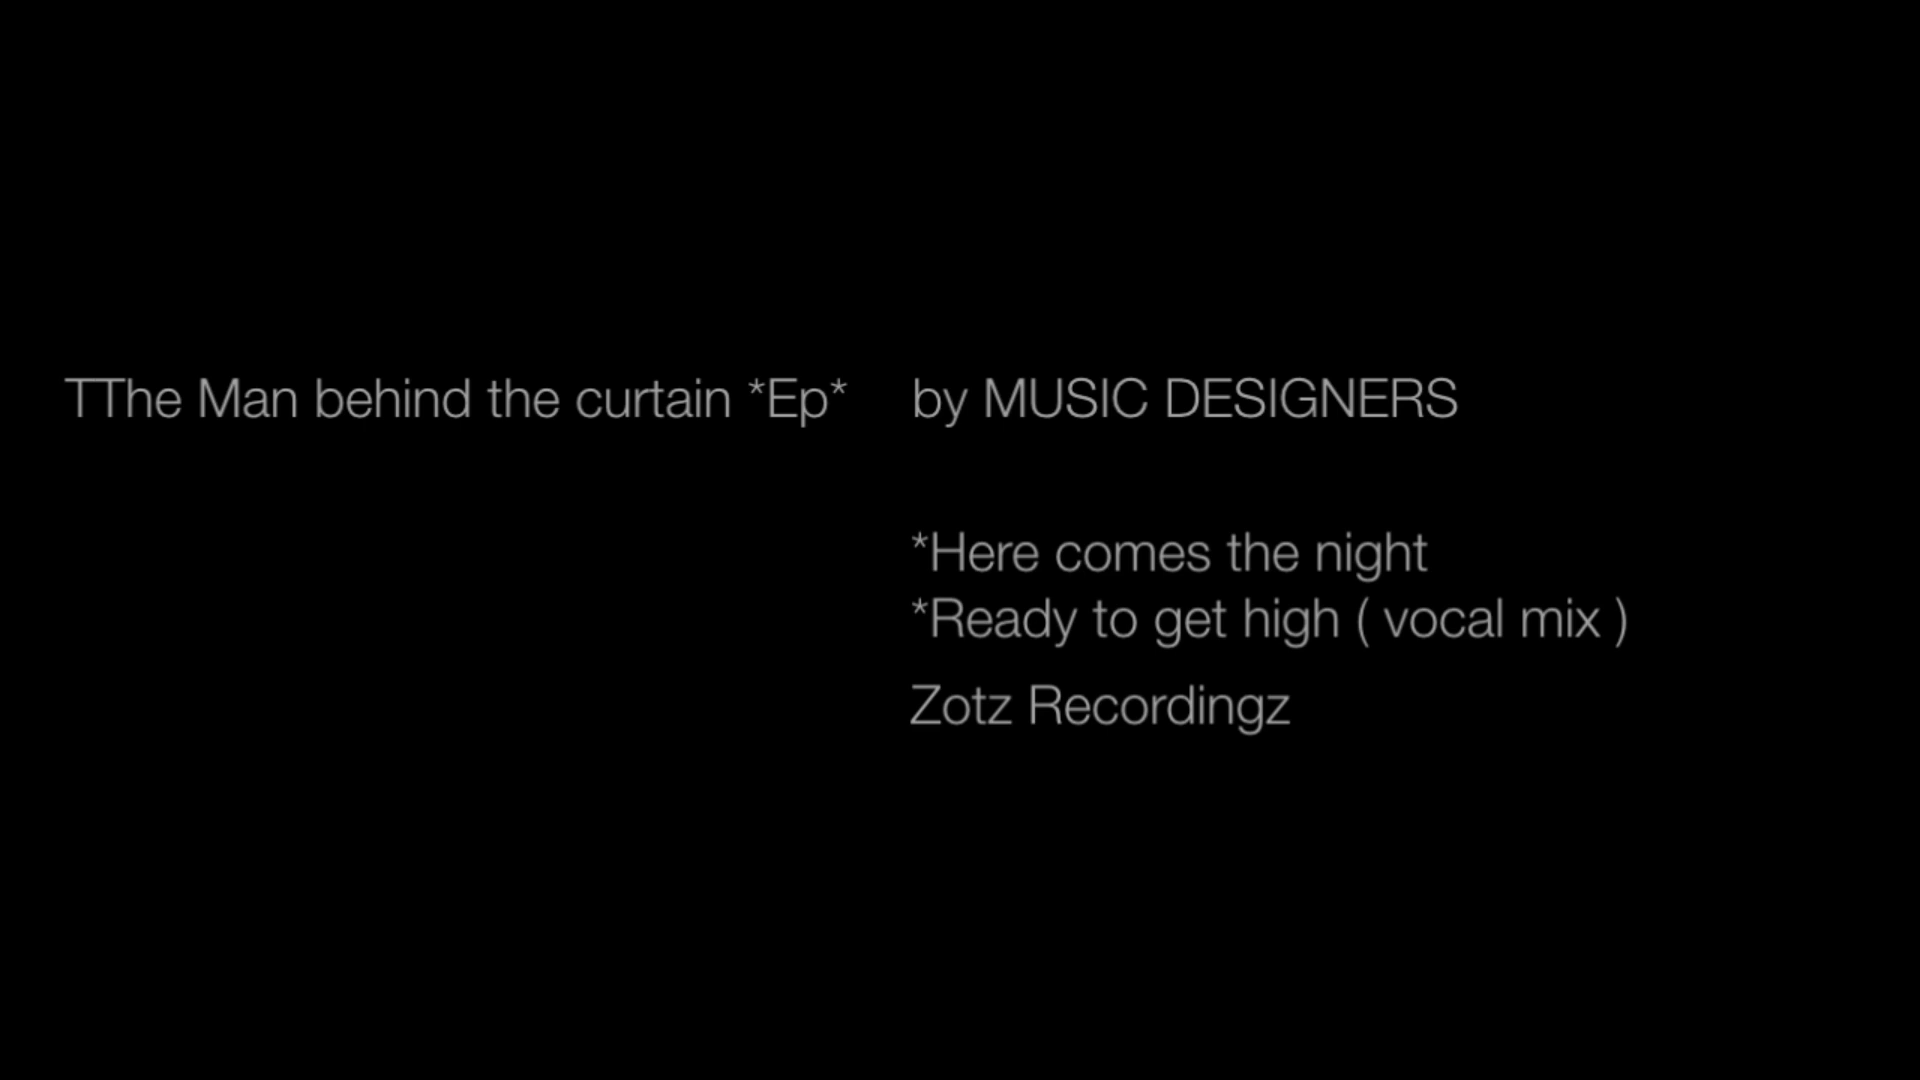 TThe Man behind the curtain *Ep* by MUSIC DESIGNERS
*Here comes the night
*Ready to get high ( vocal mix )
Zotz Recordingz